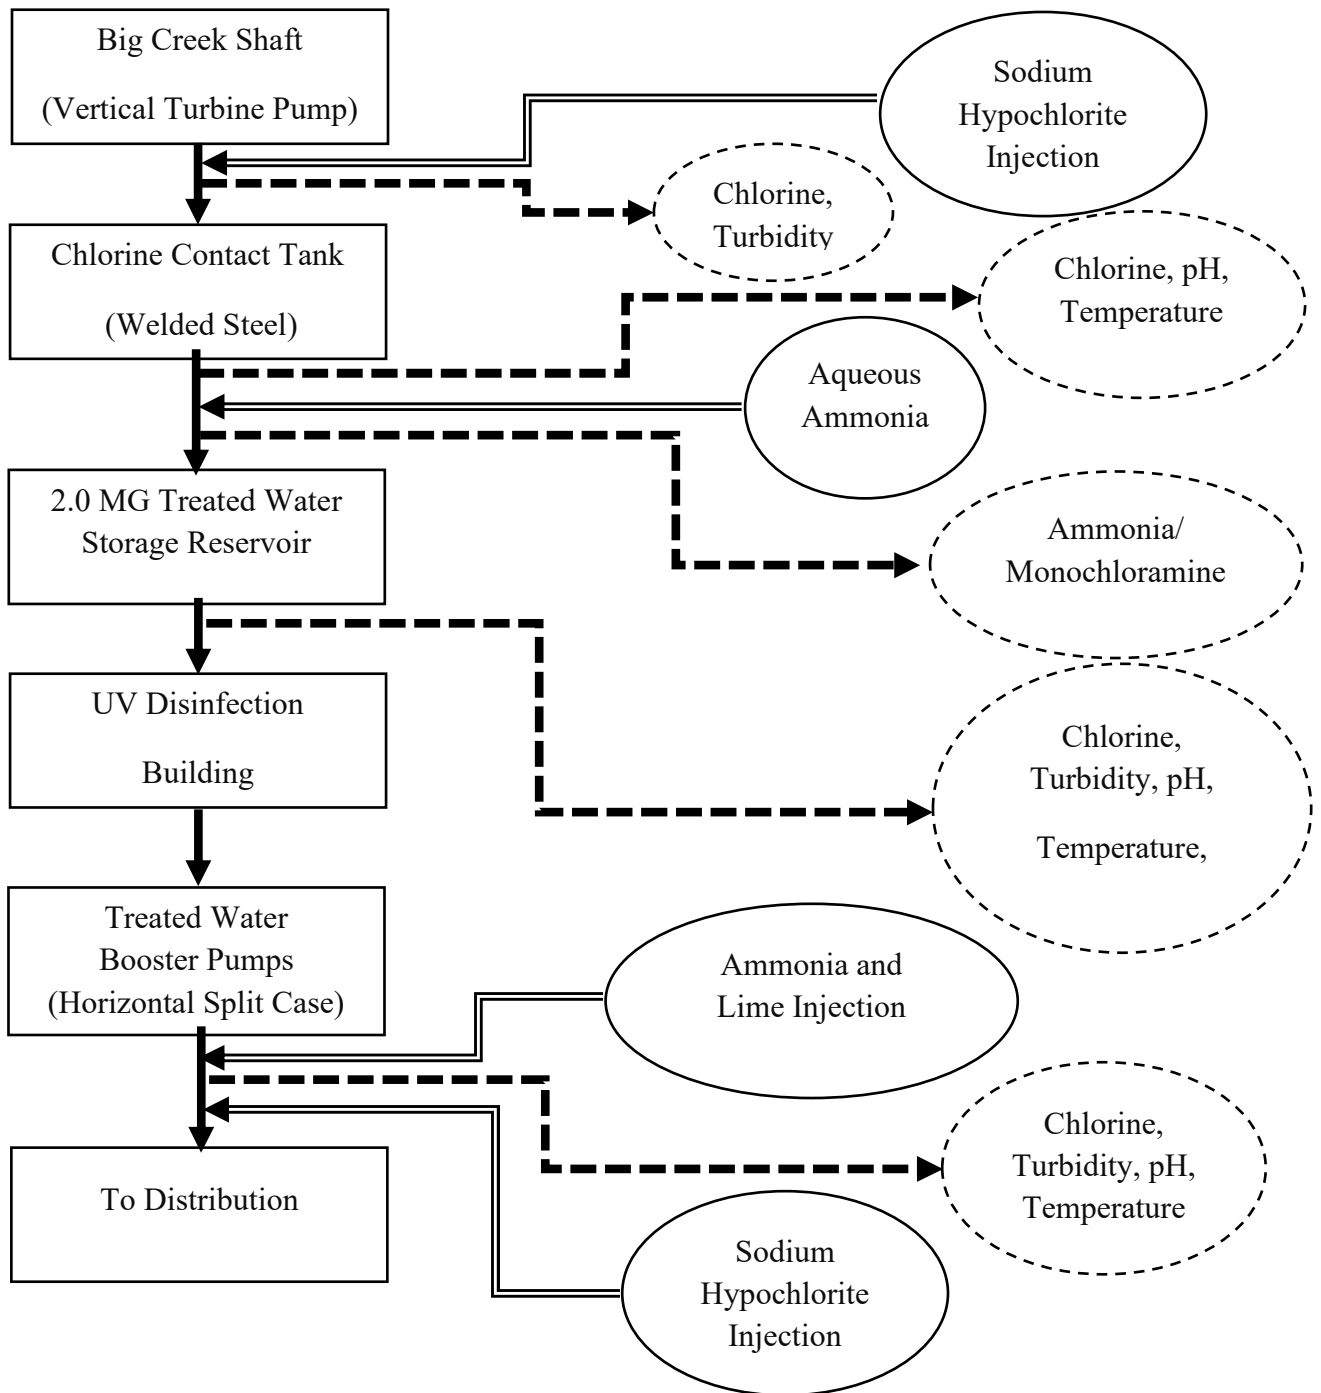 Big Creek Shaft
(Vertical Turbine Pump)
Sodium
Hypochlorite
Injection
Chlorine,
Turbidity
Chlorine Contact Tank
(Welded Steel)
Chlorine, pH,
Temperature
Aqueous
Ammonia
2.0 MG Treated Water
Storage Reservoir
Ammonia/
Monochloramine
UV Disinfection
Building
Chlorine,
Turbidity, pH,
Temperature,
Treated Water
Booster Pumps
(Horizontal Split Case)
Ammonia and
Lime Injection
Chlorine,
Turbidity, pH,
Temperature
To Distribution
Sodium
Hypochlorite
Injection